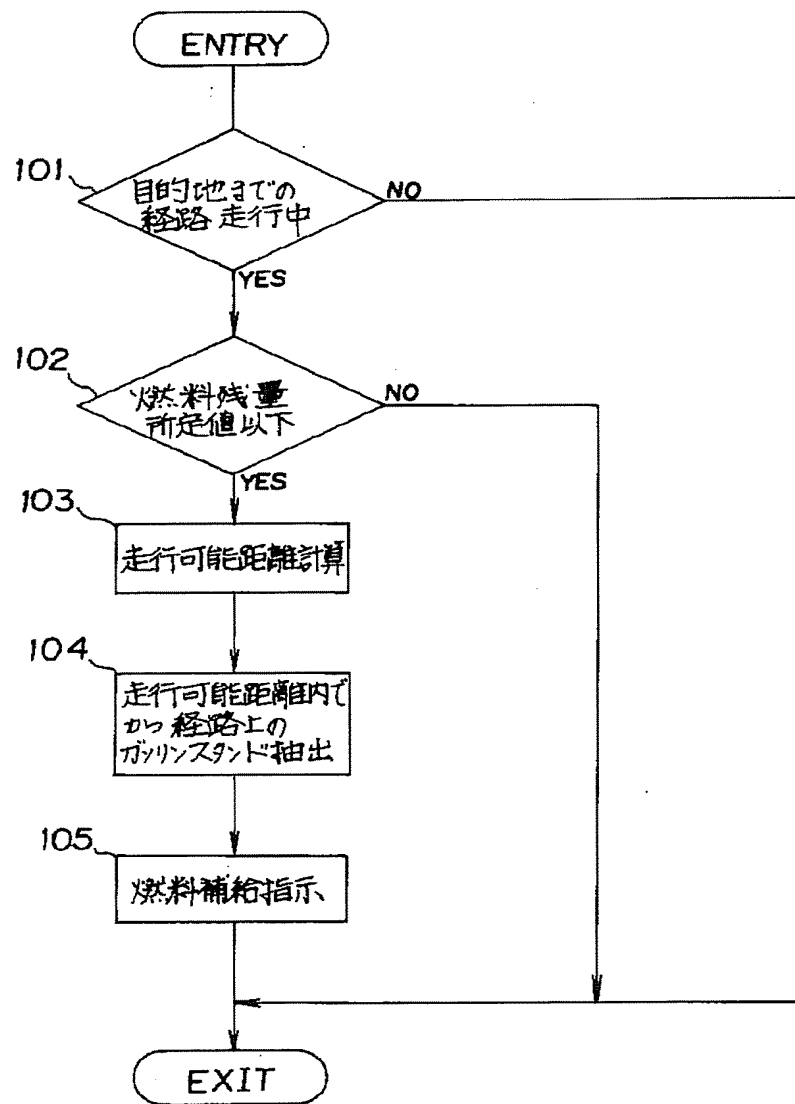 ENTRY
101
目的地までの
経路走行中
NO
YES
102
燃料残量
所定値以下
NO
YES
103
走行可能距離計算
104
走行可能距離内で
かつ経路上の
ガソリンスタンド抽出
105
燃料補給指示
EXIT